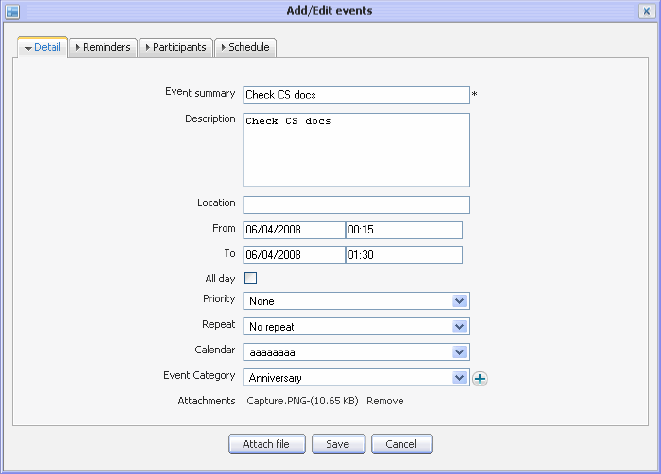 Add/Edit events
Detail Reminders Participants Schedule
Event summary Check CS docs *
Description Check CS docs
Location
From 06/04/2008 00:15
To 06/04/2008 01:30
All day
Priority None
Repeat No repeat
Calendar aaaaaaaa
Event Category Anniversary
Attachments Capture.PNG-(10.65 KB) Remove
Attach file Save Cancel